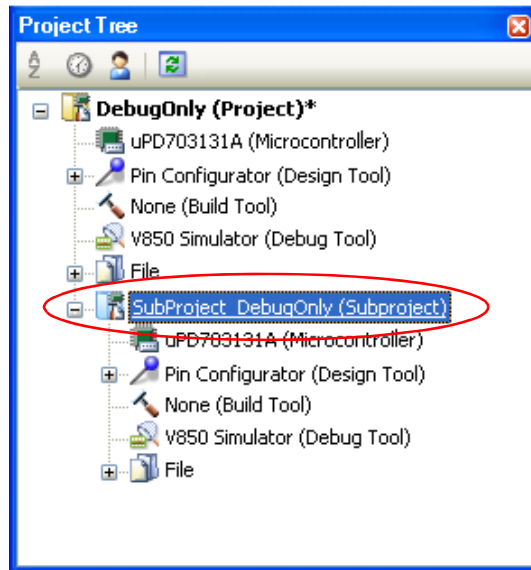 Project Tree
DebugOnly (Project)*
uPD703131A (Microcontroller)
Pin Configurator (Design Tool)
None (Build Tool)
V850 Simulator (Debug Tool)
File
SubProject_DebugOnly (Subproject)
uPD703131A (Microcontroller)
Pin Configurator (Design Tool)
None (Build Tool)
V850 Simulator (Debug Tool)
File